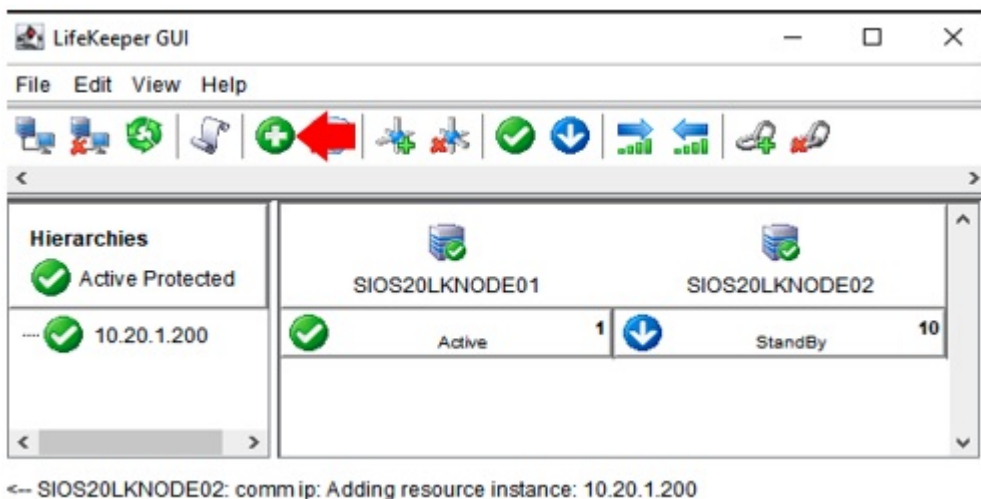 LifeKeeper GUI
File Edit View Help
Hierarchies
Active Protected
SIOS20LKNODE01
SIOS20LKNODE02
10.20.1.200
Active
1
StandBy
10
<-- SIOS20LKNODE02: comm ip: Adding resource instance: 10.20.1.200